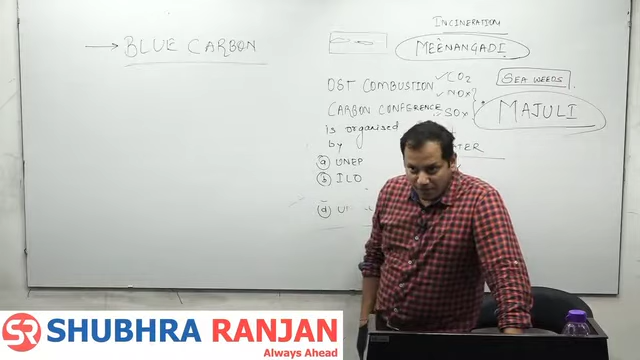 → BLUE CARBON
INCINERATION
MEENANGADI
OST COMBUSTION
CO2
NOx
SOx
SEA WEEDS
MAJULI
CARBON CONFERENCE
is organised
by
(a) UNEP
(b) ILO
(d)
SR SHUBHRA RANJAN
Always Ahead